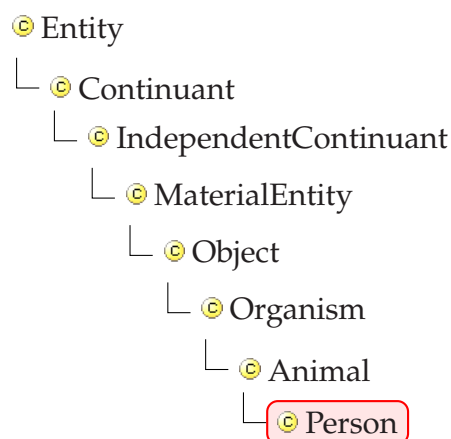 C Entity
C Continuant
C IndependentContinuant
C MaterialEntity
C Object
C Organism
C Animal
C Person